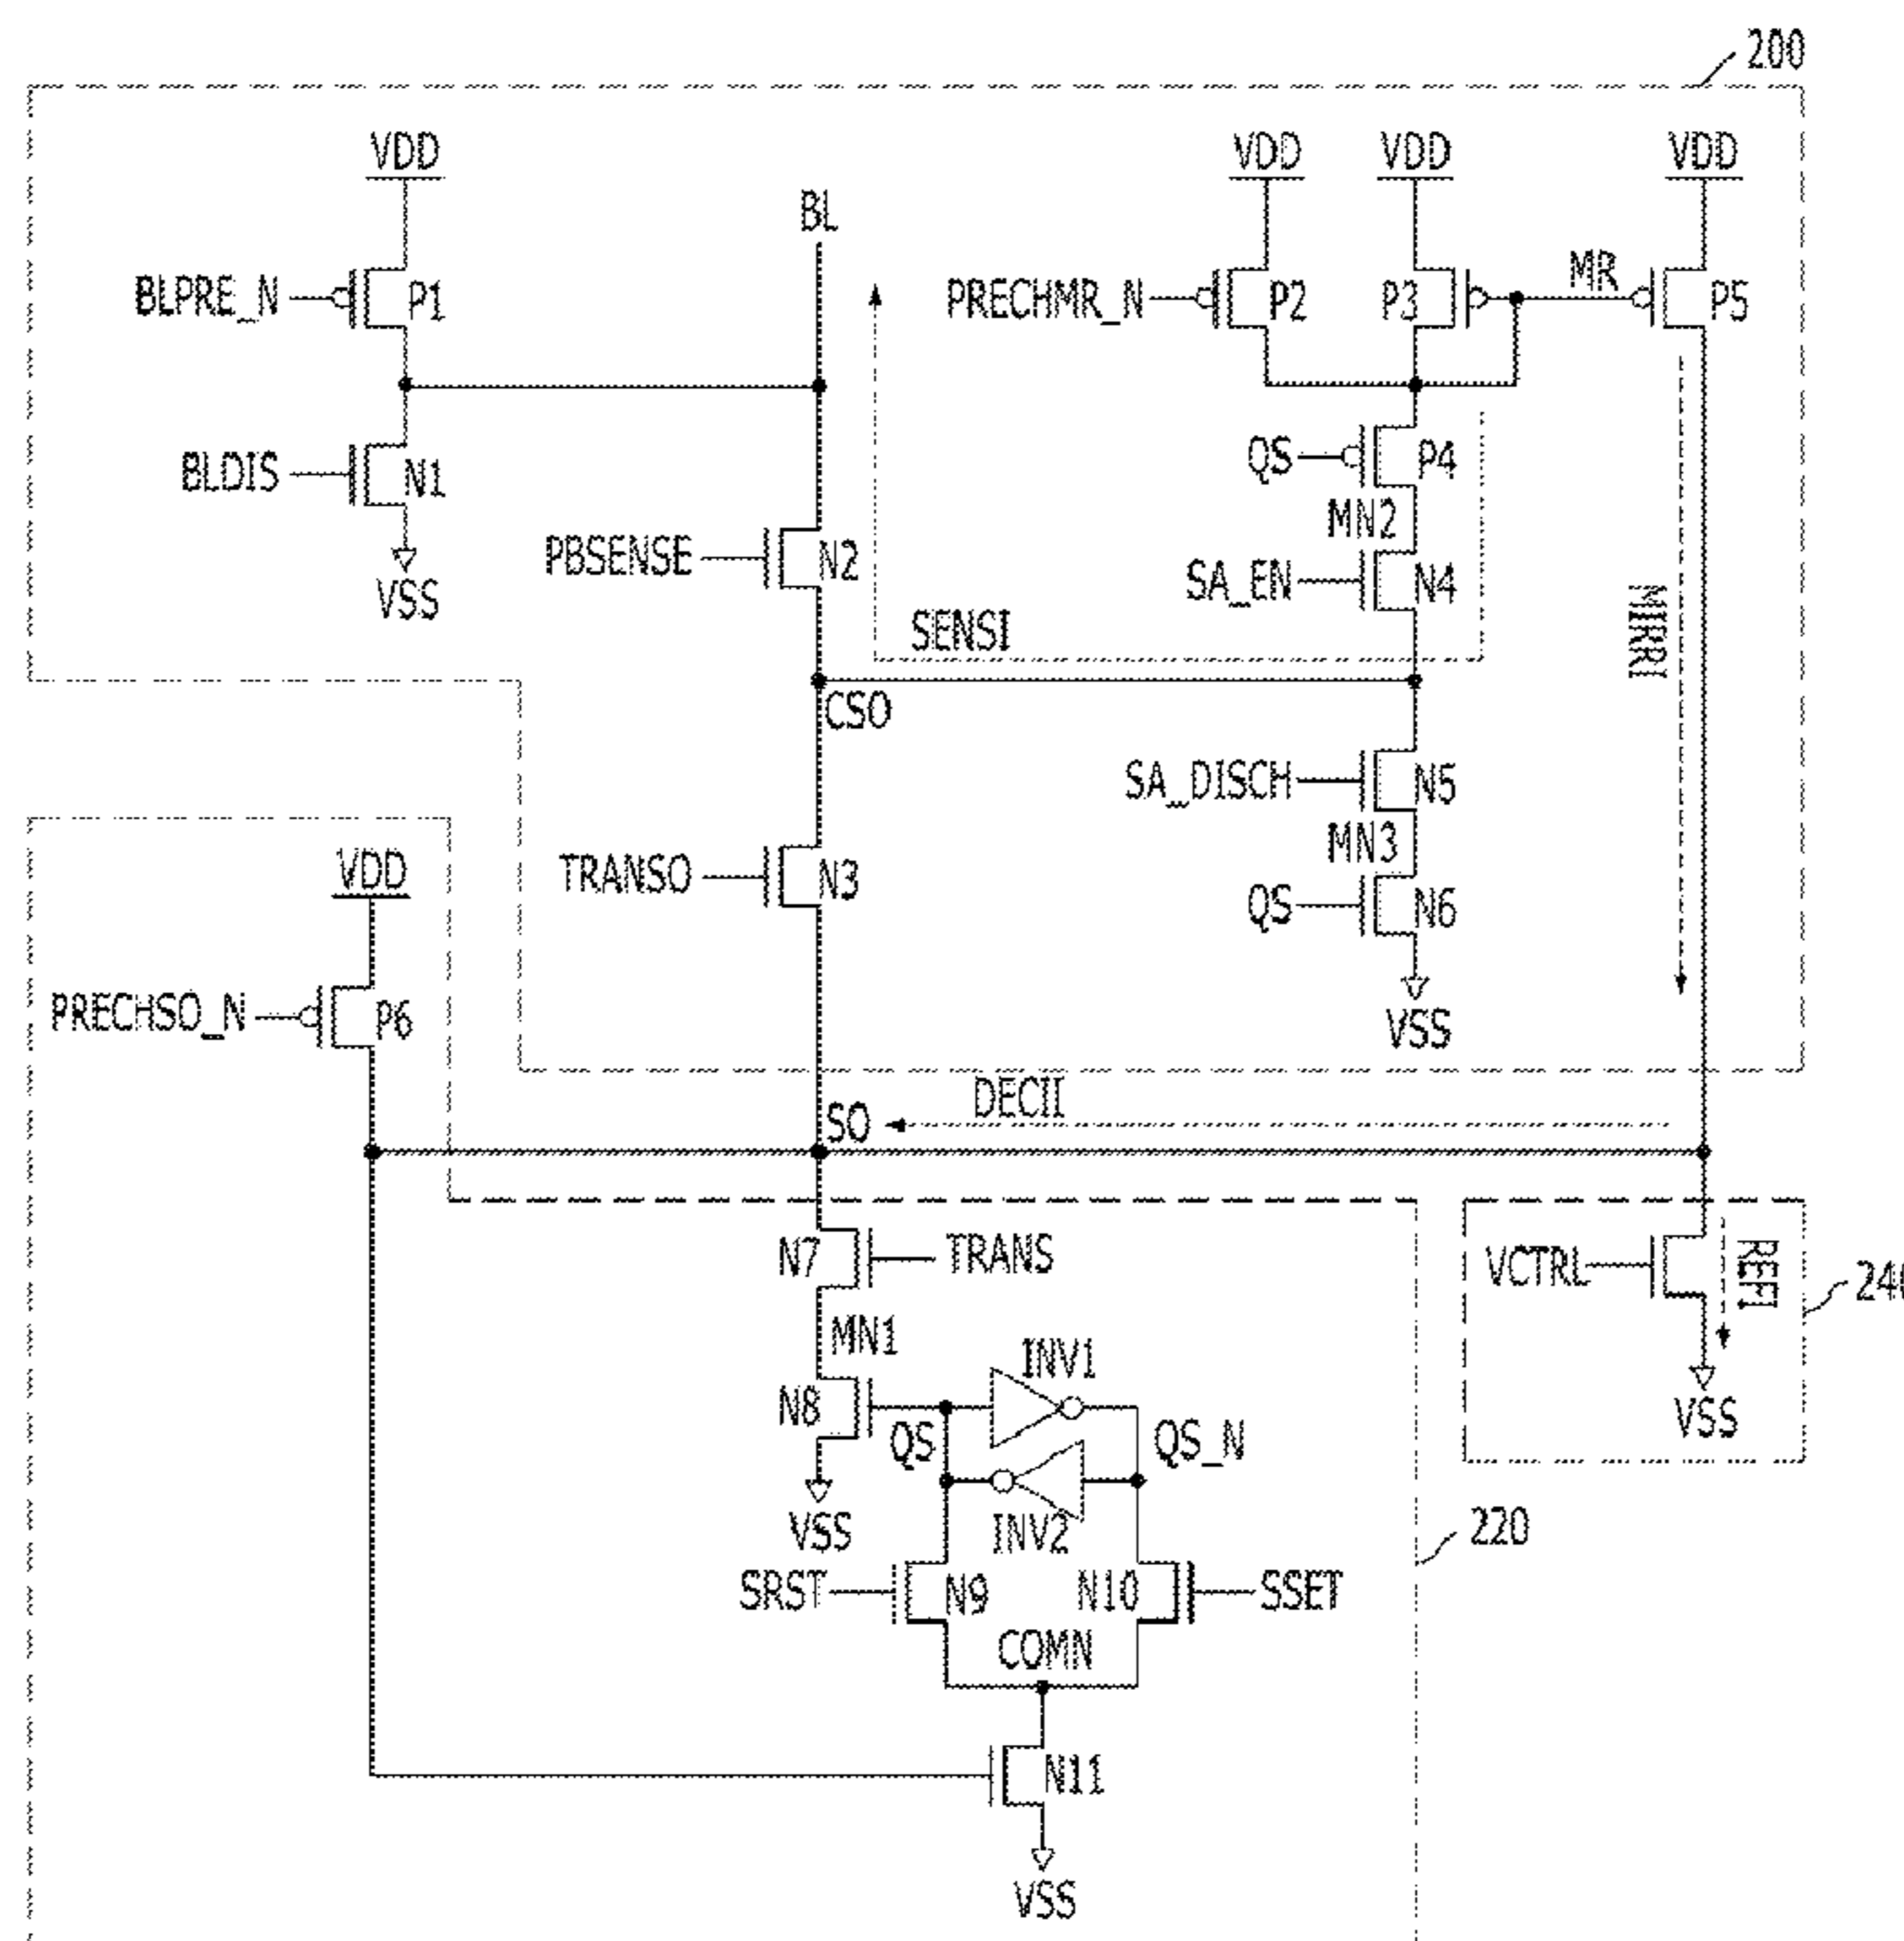 200
VDD
VDD
VDD
VDD
BL
BLPRE_N
P1
PRECHMR_N
P2
P3
MR
P5
BLDIS
N1
QS
P4
MN2
PBSENSE
N2
SA_EN
N4
VSS
SENSI
MIRRI
CSO
SA_DISCH
N5
MN3
TRANSO
N3
QS
N6
VDD
PRECHSO_N
P6
VSS
SO
DECII
N7
TRANS
VCTRL
REFI
MN1
INV1
N8
QS
QS_N
VSS
VSS
INV2
220
SRST
N9
N10
SSET
COMN
N11
VSS